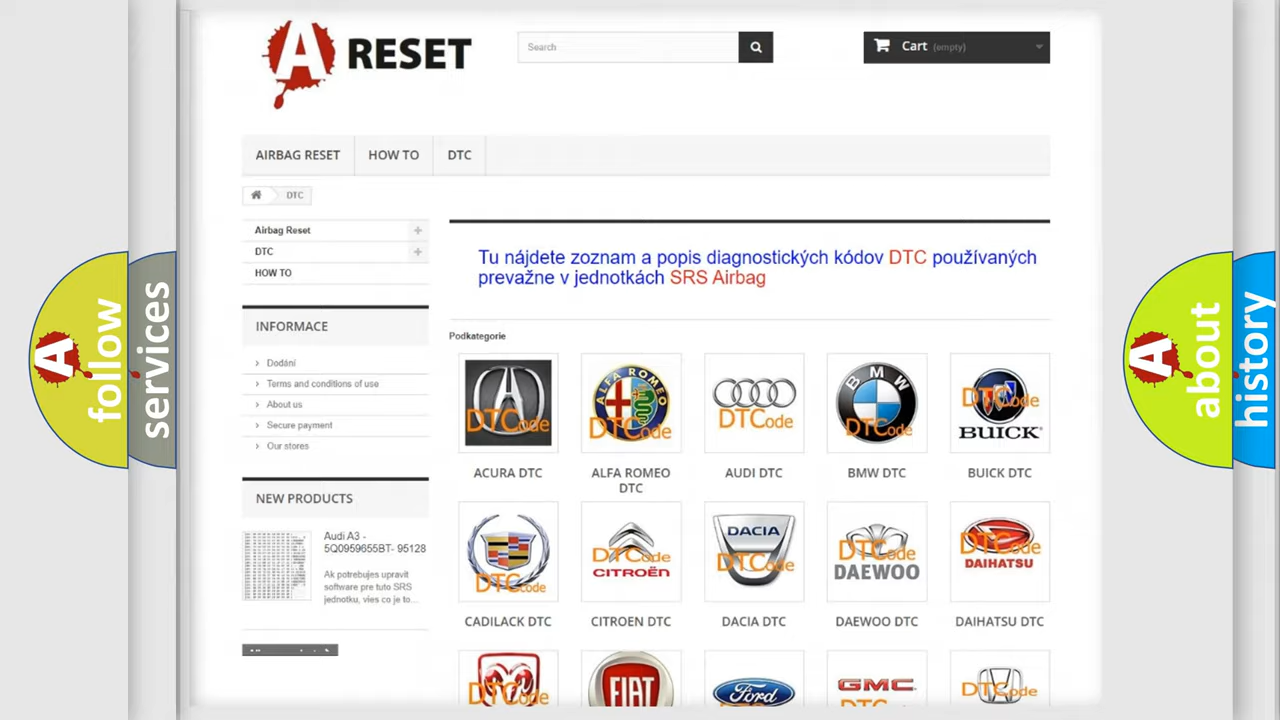 A RESET
Search
Cart (empty)
AIRBAG RESET
HOW TO
DTC
DTC
Airbag Reset
DTC
HOW TO
INFORMACE
Dodání
Terms and conditions of use
About us
Secure payment
Our stores
NEW PRODUCTS
Audi A3 -
5Q0959655BT- 95128
Ak potrebujes upravit
software pre tuto SRS
jednotku, vies co je to...
Tu nájdete zoznam a popis diagnostických kódov DTC používaných
prevažne v jednotkách SRS Airbag
Podkategorie
DTCode
ALFA ROMEO
DTCode
DTCode
BMW
DTCode
DTCode
BUICK
ACURA DTC
ALFA ROMEO
DTC
AUDI DTC
BMW DTC
BUICK DTC
DTCode
DTCode
CITROËN
DACIA
DTCode
DTCode
DAEWOO
DTCode
DAIHATSU
CADILACK DTC
CITROEN DTC
DACIA DTC
DAEWOO DTC
DAIHATSU DTC
DTCode
FIAT
Ford
GMC
DTCode
A follow
services
A about
history